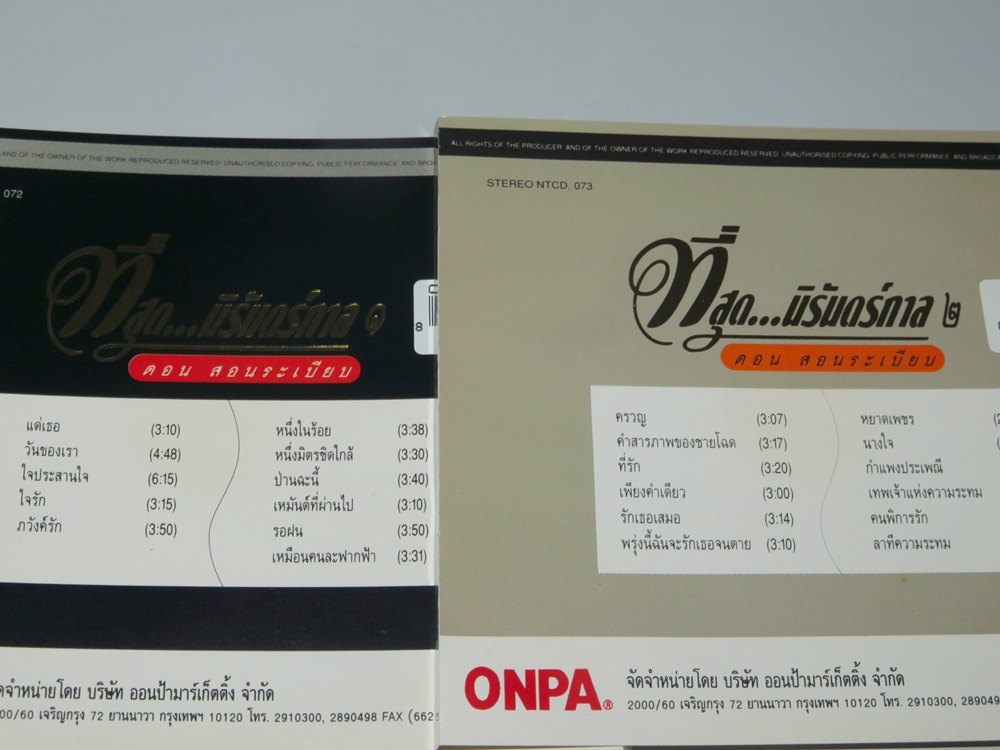 AND OF THE OWNER OF THE WORK REPRODUCED RESERVED. UNAUTHORISED COPYING, PUBLIC PERFORMANCE, AND BROA
072
ที่สุด...นิรันดร์กาล ๑
ดอน สอนระเบียบ
แด่เธอ (3:10)
วันของเรา (4:48)
ใจประสานใจ (6:15)
ใจรัก (3:15)
ภวังค์รัก (3:50)
หนึ่งในร้อย (3:38)
หนึ่งมิตรชิดใกล้ (3:30)
ป่านฉะนี้ (3:40)
เหมันต์ที่ผ่านไป (3:10)
รอฝน (3:50)
เหมือนคนละฟากฟ้า (3:31)
จัดจำหน่ายโดย บริษัท ออนป้ามาร์เก็ตติ้ง จำกัด
00/60 เจริญกรุง 72 ยานนาวา กรุงเทพฯ 10120 โทร. 2910300, 2890498 FAX (662
8
ALL RIGHTS OF THE PRODUCER AND OF THE OWNER OF THE WORK REPRODUCED RESERVED. UNAUTHORISED COPYING, PUBLIC PERFORMANCE, AND BROADCA
STEREO NTCD. 073
ที่สุด...นิรันดร์กาล ๒
ดอน สอนระเบียบ
ครวญ (3:07)
คำสารภาพของชายโฉด (3:17)
ที่รัก (3:20)
เพียงคำเดียว (3:00)
รักเธอเสมอ (3:14)
พรุ่งนี้ฉันจะรักเธอจนตาย (3:10)
หยาดเพชร
นางใจ
กำแพงประเพณี
เทพเจ้าแห่งความระทม
คนพิการรัก
ลาทีความระทม
ONPA®
จัดจำหน่ายโดย บริษัท ออนป้ามาร์เก็ตติ้ง จำกัด
2000/60 เจริญกรุง 72 ยานนาวา กรุงเทพฯ 10120 โทร. 2910300, 289049